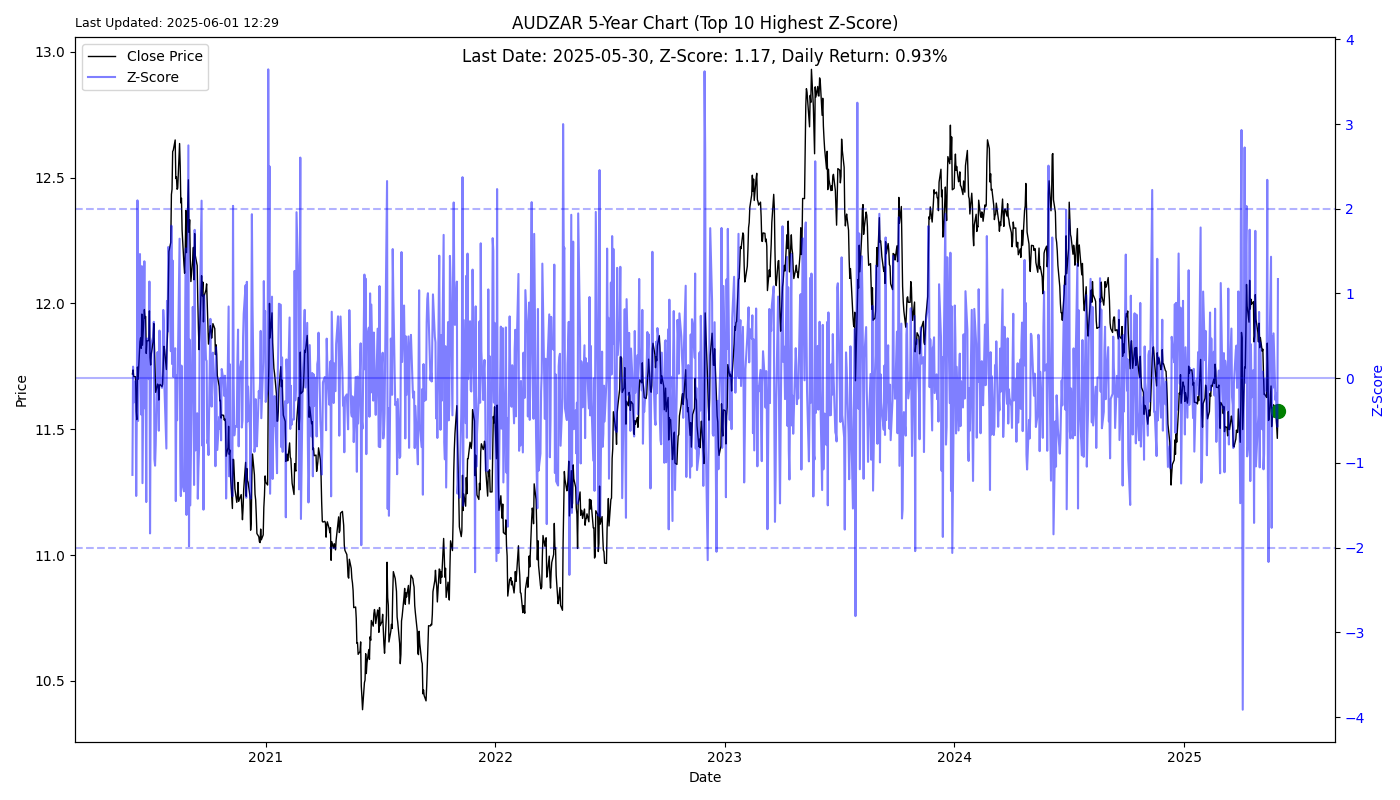 Last Updated: 2025-06-01 12:29
AUDZAR 5-Year Chart (Top 10 Highest Z-Score)
Last Date: 2025-05-30, Z-Score: 1.17, Daily Return: 0.93%
Close Price
Z-Score
13.0
12.5
12.0
11.5
11.0
10.5
Price
4
3
2
1
0
−1
−2
−3
−4
Z-Score
2021
2022
2023
2024
2025
Date